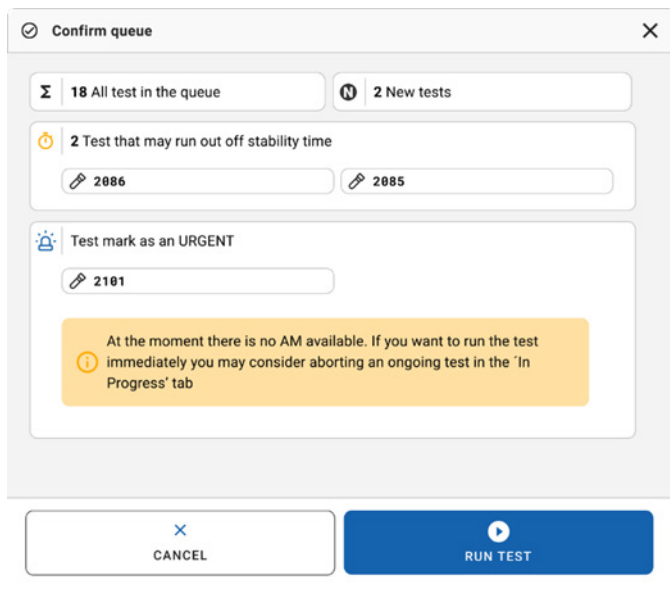 Confirm queue
Σ 18 All test in the queue
N 2 New tests
2 Test that may run out off stability time
2086
2085
Test mark as an URGENT
2101
At the moment there is no AM available. If you want to run the test
immediately you may consider aborting an ongoing test in the ´In
Progress’ tab
CANCEL
RUN TEST